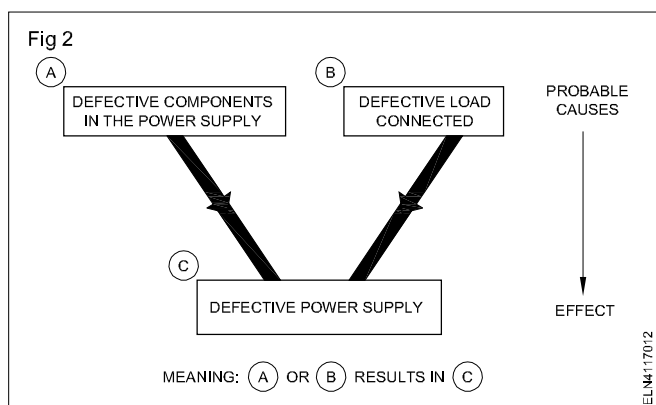 Fig 2
A
DEFECTIVE COMPONENTS
IN THE POWER SUPPLY
B
DEFECTIVE LOAD
CONNECTED
PROBABLE
CAUSES
C
DEFECTIVE POWER SUPPLY
EFFECT
MEANING: A OR B RESULTS IN C
ELN4117012